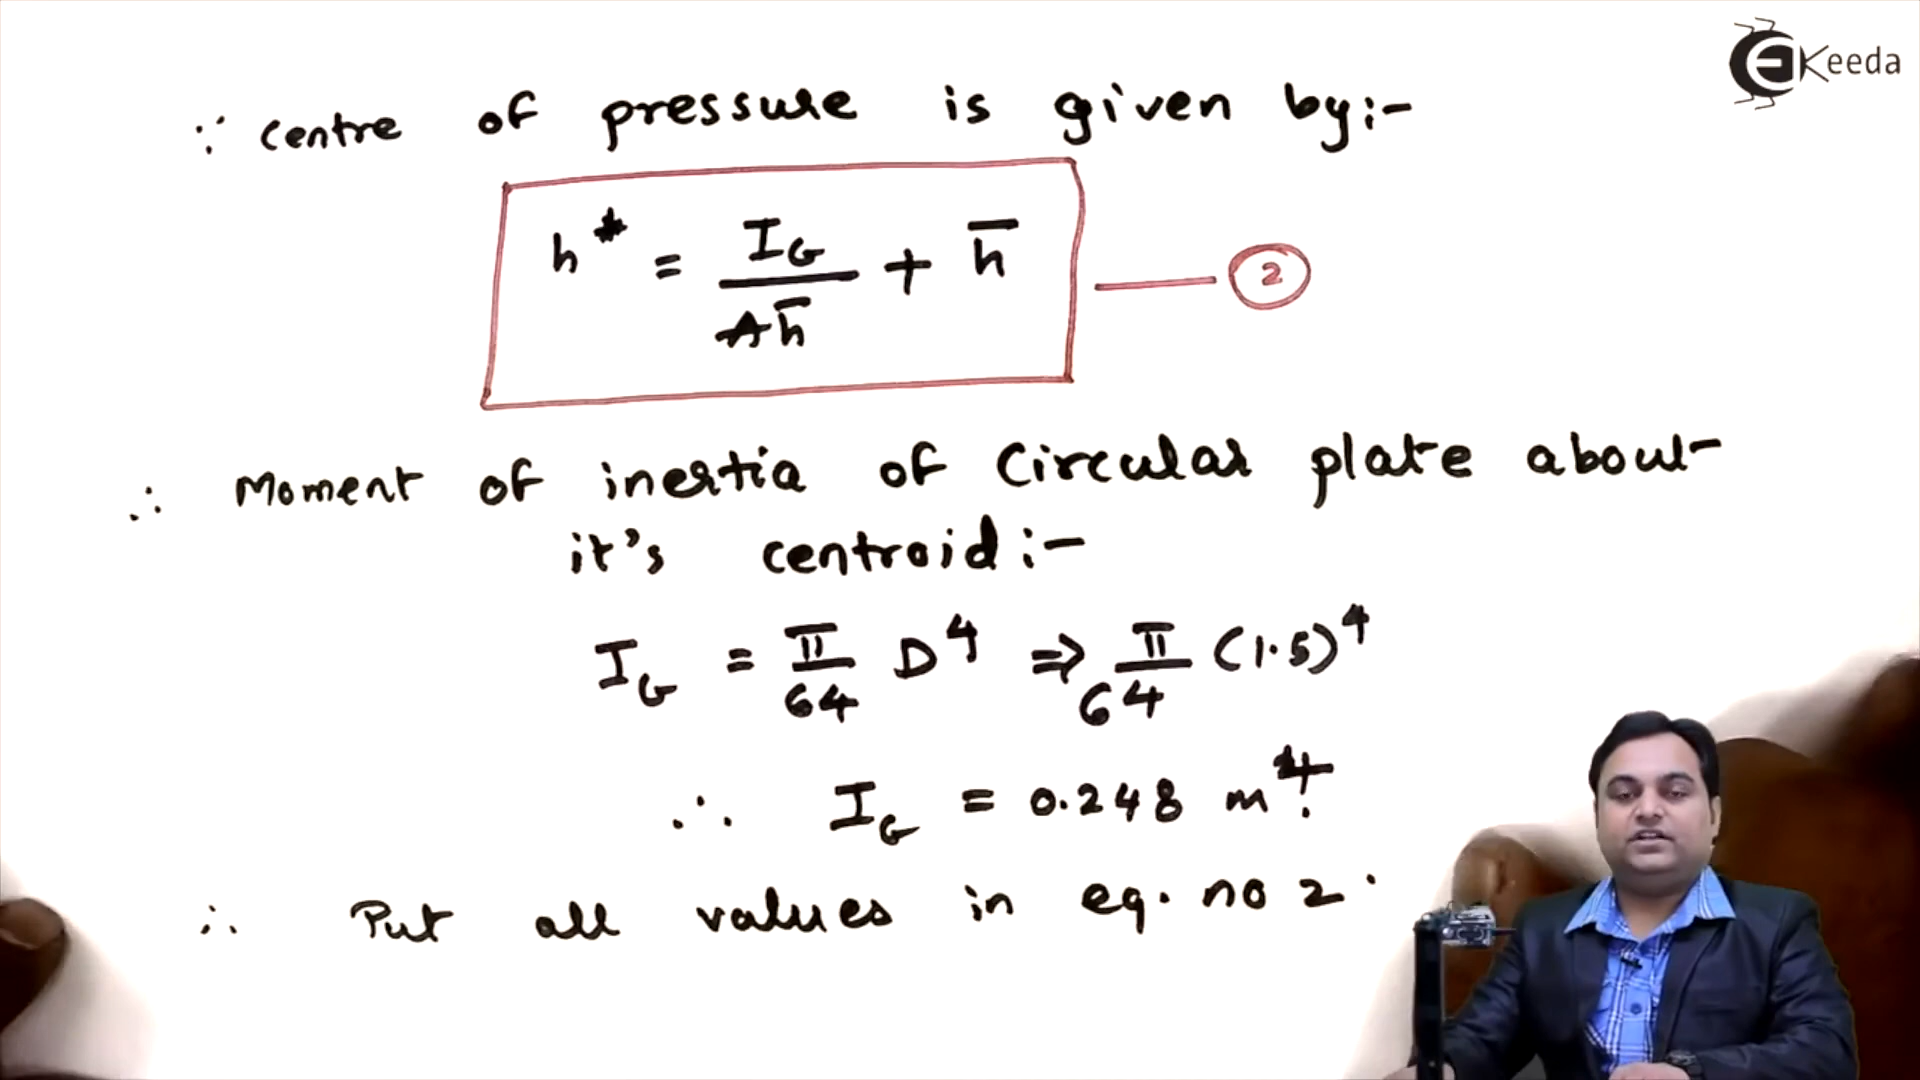 EKeeda
∵ centre of pressure is given by:-
h* = I_G / A h̅ + h̅ —— 2
∴ Moment of inertia of circular plate about
it's centroid :-
I_G = π/64 D⁴ ⇒ π/64 (1.5)⁴
∴ I_G = 0.248 m⁴.
∴ Put all values in eq. no 2.